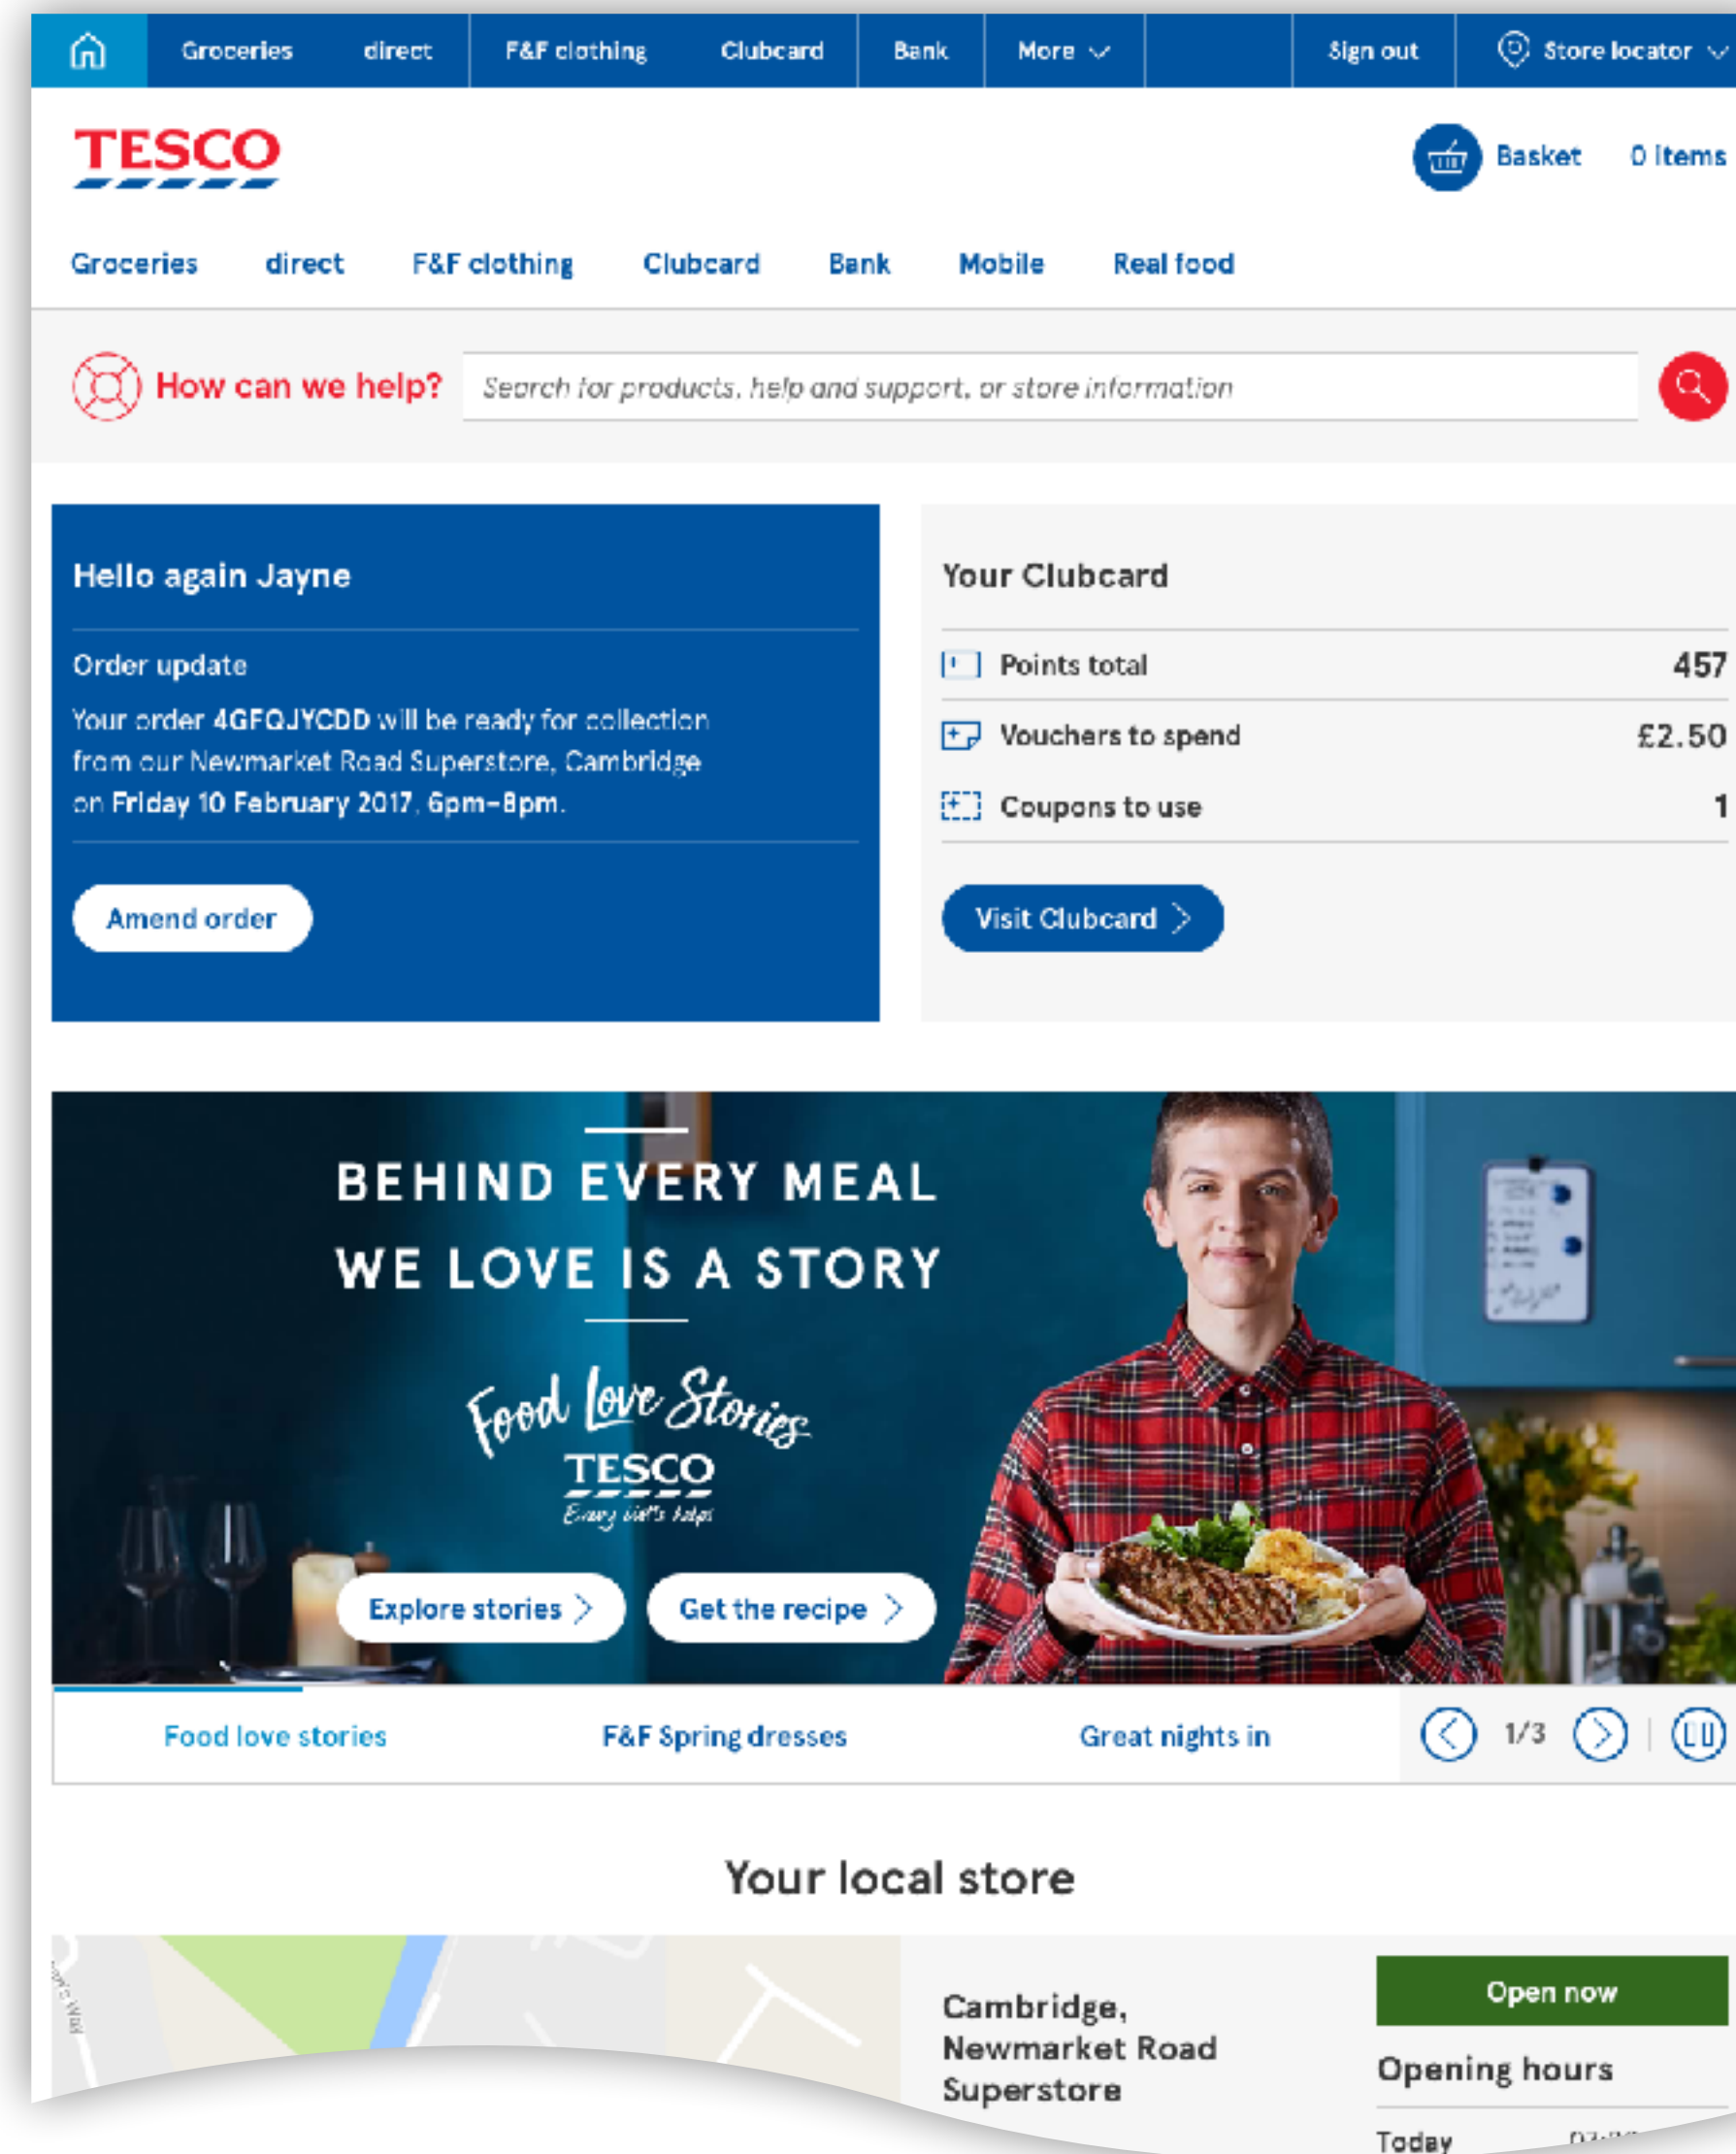 Groceries direct F&F clothing Clubcard Bank More Sign out Store locator
TESCO
Basket 0 items
Groceries direct F&F clothing Clubcard Bank Mobile Real food
How can we help? Search for products, help and support, or store information
Hello again Jayne
Order update
Your order 4GFQJYCDD will be ready for collection
from our Newmarket Road Superstore, Cambridge
on Friday 10 February 2017, 6pm–8pm.
Amend order
Your Clubcard
Points total 457
Vouchers to spend £2.50
Coupons to use 1
Visit Clubcard
BEHIND EVERY MEAL
WE LOVE IS A STORY
Food Love Stories
TESCO
Every little helps
Explore stories Get the recipe
Food love stories F&F Spring dresses Great nights in 1/3
Your local store
Cambridge,
Newmarket Road
Superstore
Open now
Opening hours
Today